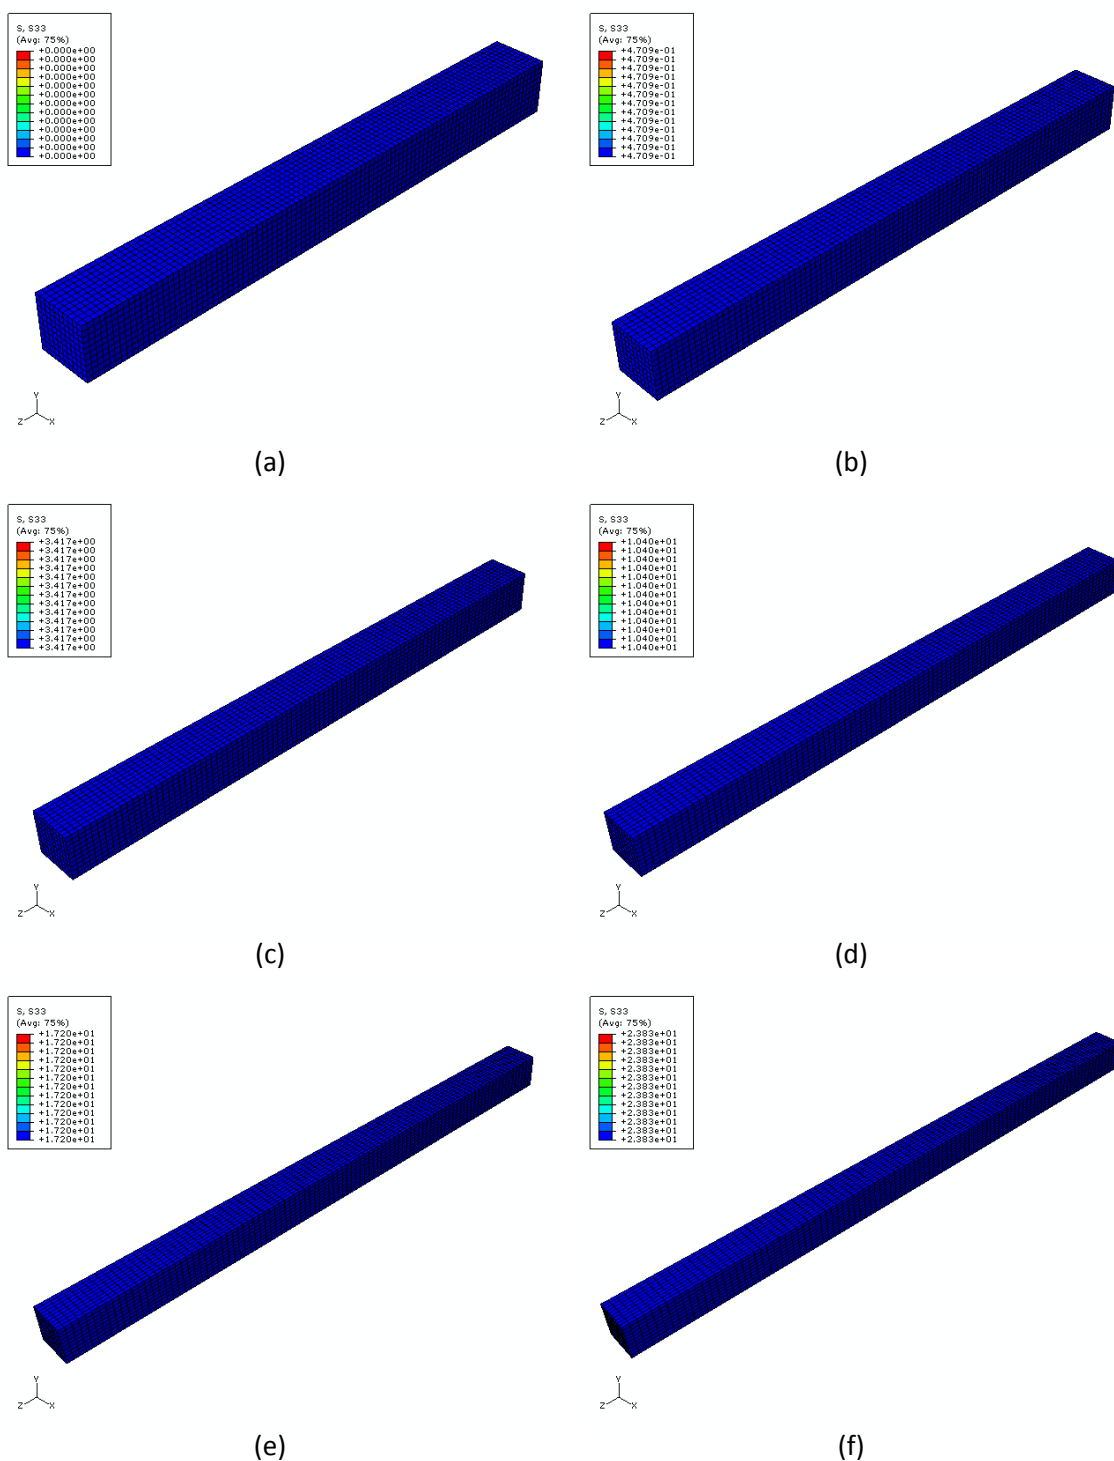 S, S33
(Avg: 75%)
+0.000e+00
+0.000e+00
+0.000e+00
+0.000e+00
+0.000e+00
+0.000e+00
+0.000e+00
+0.000e+00
+0.000e+00
+0.000e+00
+0.000e+00
+0.000e+00
+0.000e+00
Y
Z
X
(a)
S, S33
(Avg: 75%)
+4.709e-01
+4.709e-01
+4.709e-01
+4.709e-01
+4.709e-01
+4.709e-01
+4.709e-01
+4.709e-01
+4.709e-01
+4.709e-01
+4.709e-01
+4.709e-01
+4.709e-01
Y
Z
X
(b)
S, S33
(Avg: 75%)
+3.417e+00
+3.417e+00
+3.417e+00
+3.417e+00
+3.417e+00
+3.417e+00
+3.417e+00
+3.417e+00
+3.417e+00
+3.417e+00
+3.417e+00
+3.417e+00
+3.417e+00
Y
Z
X
(c)
S, S33
(Avg: 75%)
+1.040e+01
+1.040e+01
+1.040e+01
+1.040e+01
+1.040e+01
+1.040e+01
+1.040e+01
+1.040e+01
+1.040e+01
+1.040e+01
+1.040e+01
+1.040e+01
+1.040e+01
Y
Z
X
(d)
S, S33
(Avg: 75%)
+1.720e+01
+1.720e+01
+1.720e+01
+1.720e+01
+1.720e+01
+1.720e+01
+1.720e+01
+1.720e+01
+1.720e+01
+1.720e+01
+1.720e+01
+1.720e+01
+1.720e+01
Y
Z
X
(e)
S, S33
(Avg: 75%)
+2.383e+01
+2.383e+01
+2.383e+01
+2.383e+01
+2.383e+01
+2.383e+01
+2.383e+01
+2.383e+01
+2.383e+01
+2.383e+01
+2.383e+01
+2.383e+01
+2.383e+01
Y
Z
X
(f)